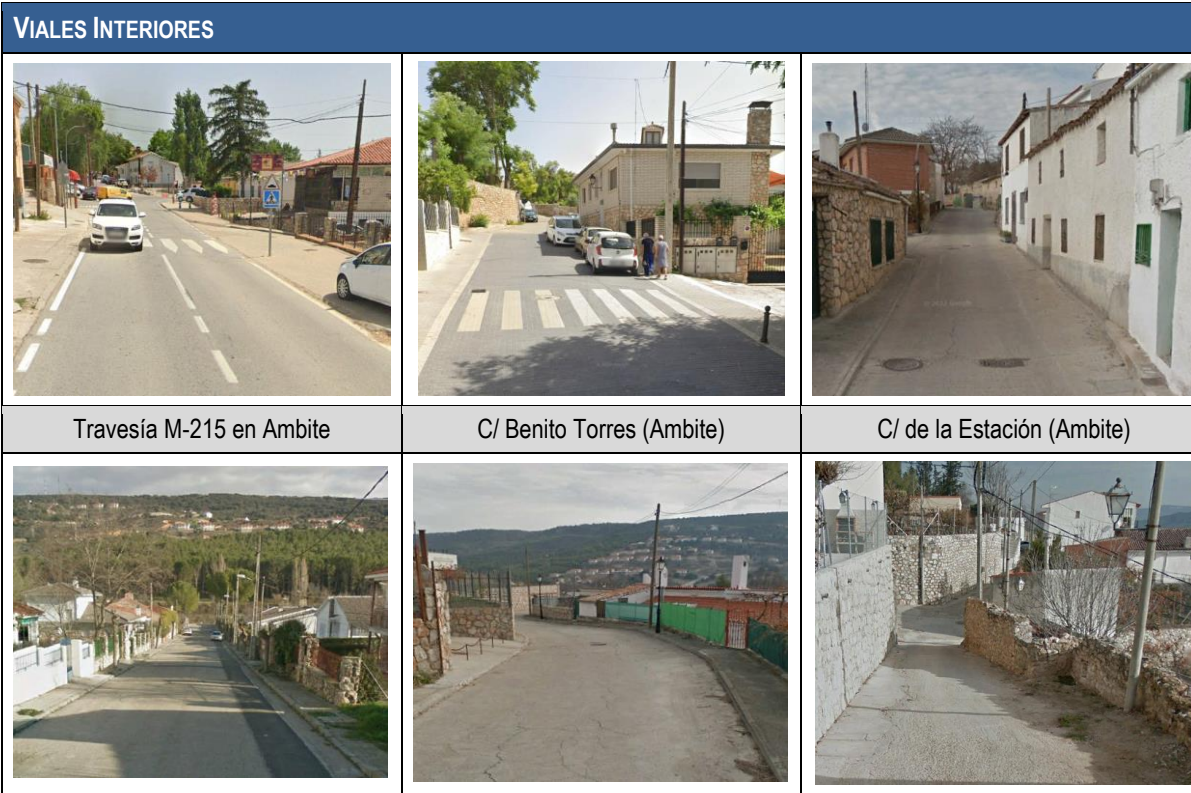 VIALES INTERIORES
Travesía M-215 en Ambite
C/ Benito Torres (Ambite)
C/ de la Estación (Ambite)